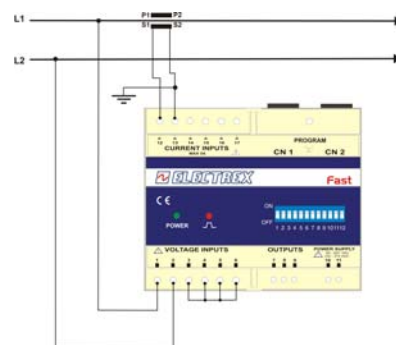 P1 P2
L1
S1 S2
L2
12 13 14 15 16 17
CURRENT INPUTS
PROGRAM
CN 1 CN 2
ELECTREX
Fast
CE
ON
OFF
1 2 3 4 5 6 7 8 9 10 11 12
POWER
VOLTAGE INPUTS
OUTPUTS
POWER SUPPLY
1 2 3 4 5 6
10 11